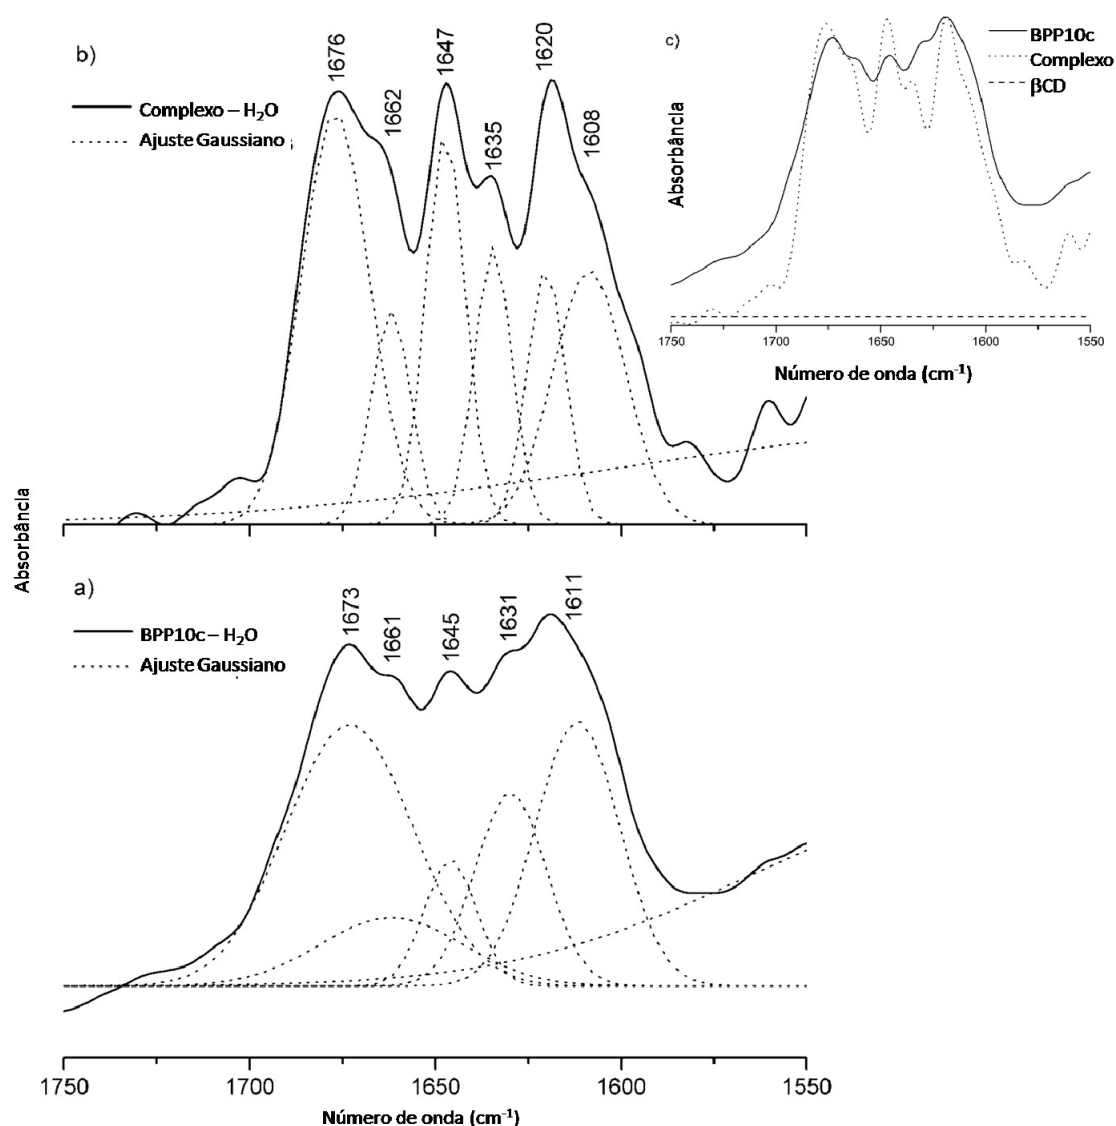 b)
Complexo – H₂O
Ajuste Gaussiano ;
1676
1662
1647
1635
1620
1608
c)
BPP10c
Complexo
βCD
Absorbância
1750
1700
1650
1600
1550
Número de onda (cm⁻¹)
Absorbância
a)
BPP10c – H₂O
Ajuste Gaussiano
1673
1661
1645
1631
1611
1750
1700
1650
1600
1550
Número de onda (cm⁻¹)